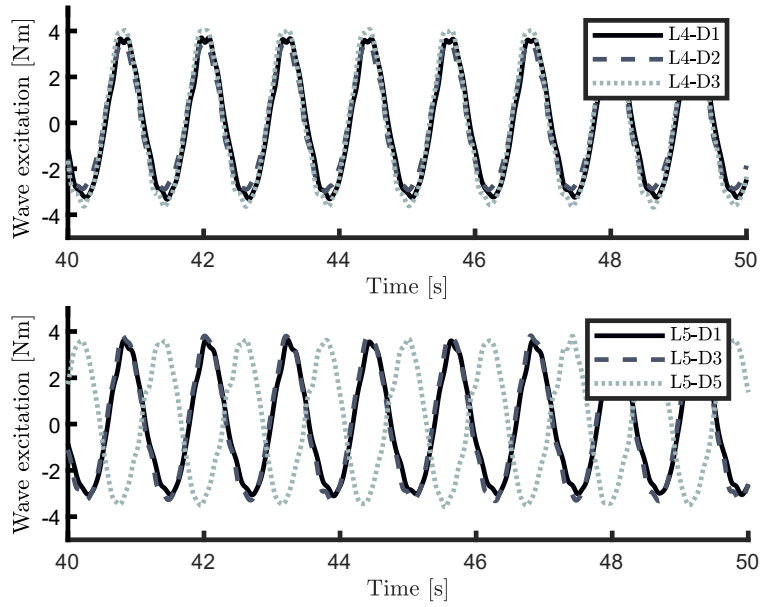 Wave excitation [Nm]
4
2
0
-2
-4
L4-D1
L4-D2
L4-D3
40 42 44 46 48 50
Time [s]
Wave excitation [Nm]
4
2
0
-2
-4
L5-D1
L5-D3
L5-D5
40 42 44 46 48 50
Time [s]